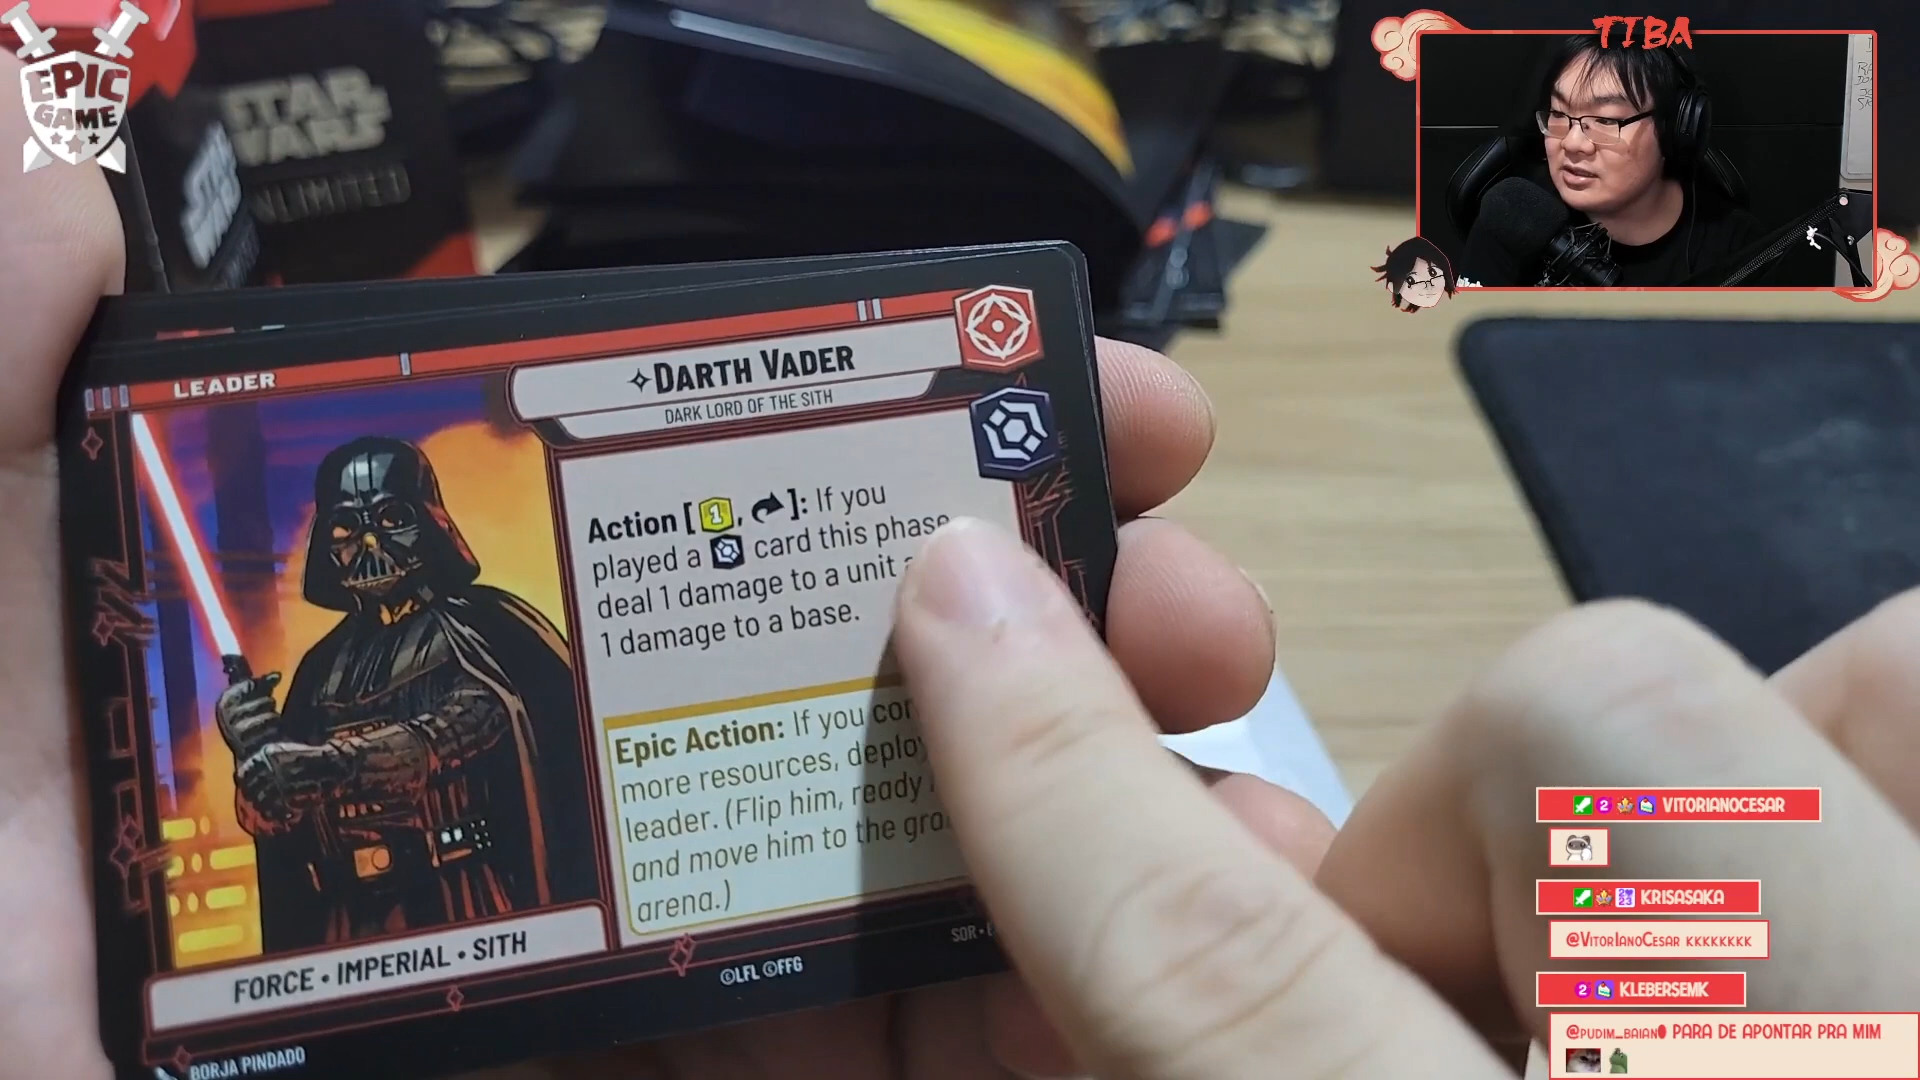 EPIC
GAME
STAR
WARS
UNLIMITED
TIBA
LEADER
DARTH VADER
DARK LORD OF THE SITH
Action [1, ]: If you
played a card this phase
deal 1 damage to a unit
1 damage to a base.
Epic Action: If you
more resources,
leader. (Flip him, ready
and move him to the
arena.)
FORCE • IMPERIAL • SITH
SOR
©LFL ©FFG
BORJA PINDADO
2 VITORIANOCESAR
KRISASAKA
@VITORIANOCESAR KKKKKKKK
2 KLEBERSEMK
@PUDIM_BAIANO PARA DE APONTAR PRA MIM